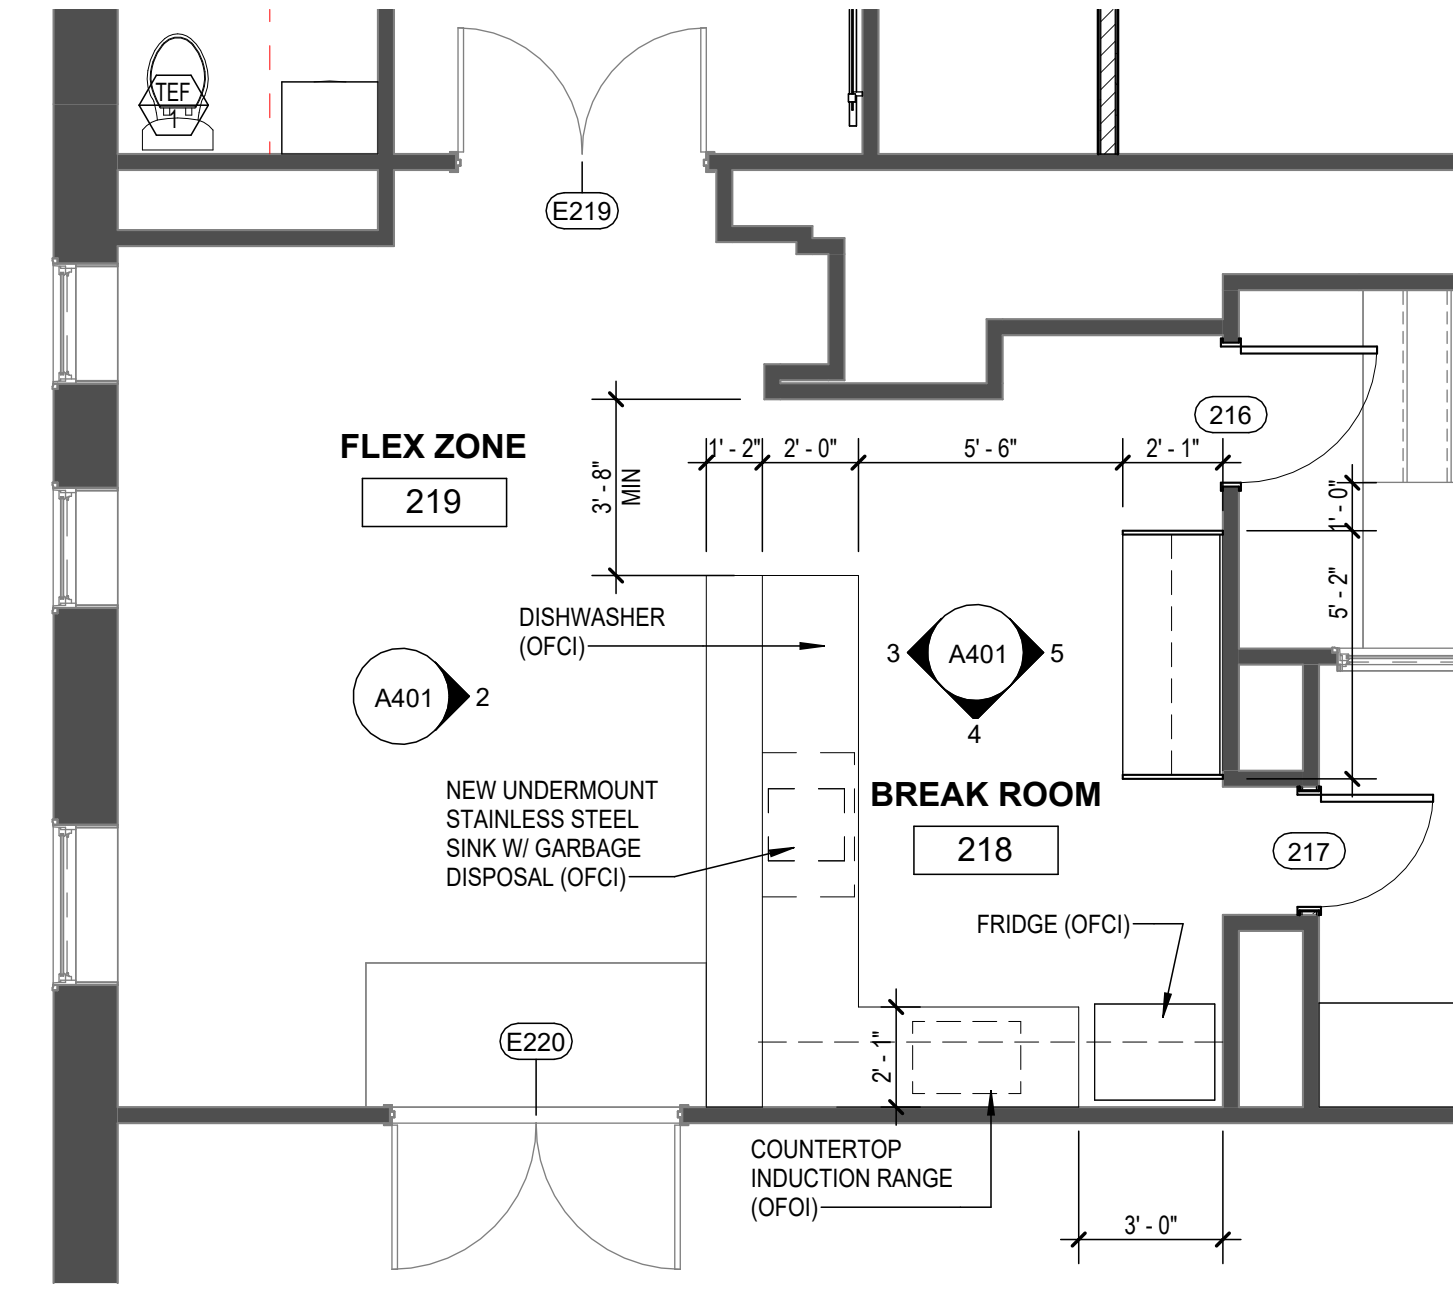 TEF
1
E219
FLEX ZONE
219
3' - 8"
MIN
1' - 2"
2' - 0"
5' - 6"
2' - 1"
216
1' - 0"
5' - 2"
DISHWASHER
(OFCI)
A401
2
3
A401
5
4
NEW UNDERMOUNT
STAINLESS STEEL
SINK W/ GARBAGE
DISPOSAL (OFCI)
BREAK ROOM
218
217
FRIDGE (OFCI)
E220
2' - 1"
COUNTERTOP
INDUCTION RANGE
(OFOI)
3' - 0"